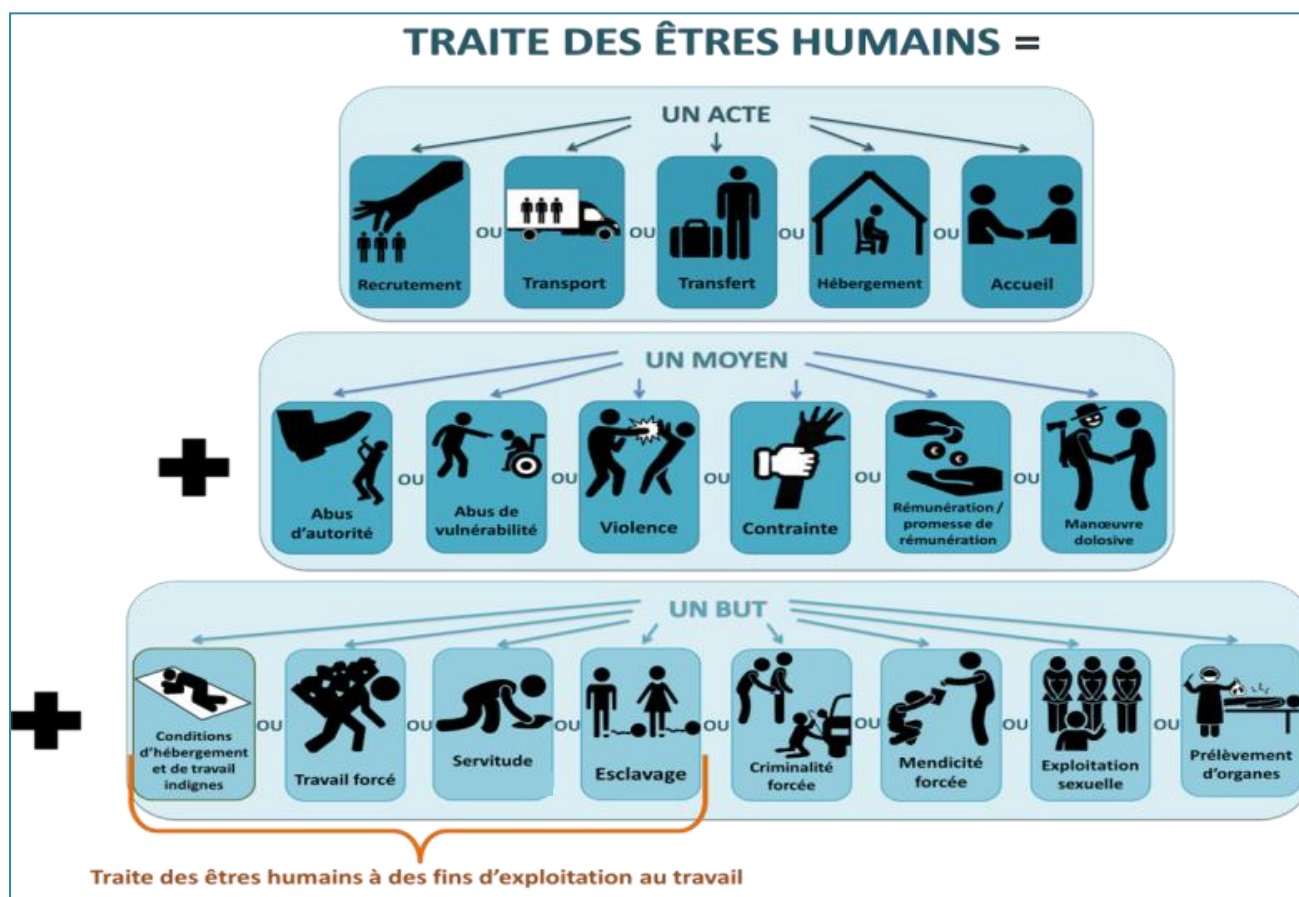 TRAITE DES ÊTRES HUMAINS =
UN ACTE
Recrutement
OU
Transport
OU
Transfert
OU
Hébergement
OU
Accueil
UN MOYEN
Abus
d'autorité
OU
Abus de
vulnérabilité
OU
Violence
OU
Contrainte
OU
Rémunération /
promesse de
rémunération
OU
Manœuvre
dolosive
UN BUT
Conditions
d'hébergement
et de travail
indignes
OU
Travail forcé
OU
Servitude
OU
Esclavage
OU
Criminalité
forcée
OU
Mendicité
forcée
OU
Exploitation
sexuelle
OU
Prélèvement
d'organes
Traite des êtres humains à des fins d'exploitation au travail